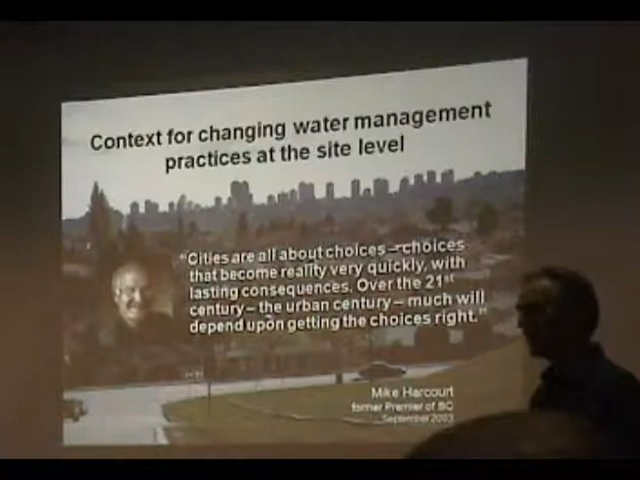 Context for changing water management
practices at the site level
"Cities are all about choices – choices
that become reality very quickly, with
lasting consequences. Over the 21st
century – the urban century – much will
depend upon getting the choices right."
Mike Harcourt
former Premier of BC
September 2003